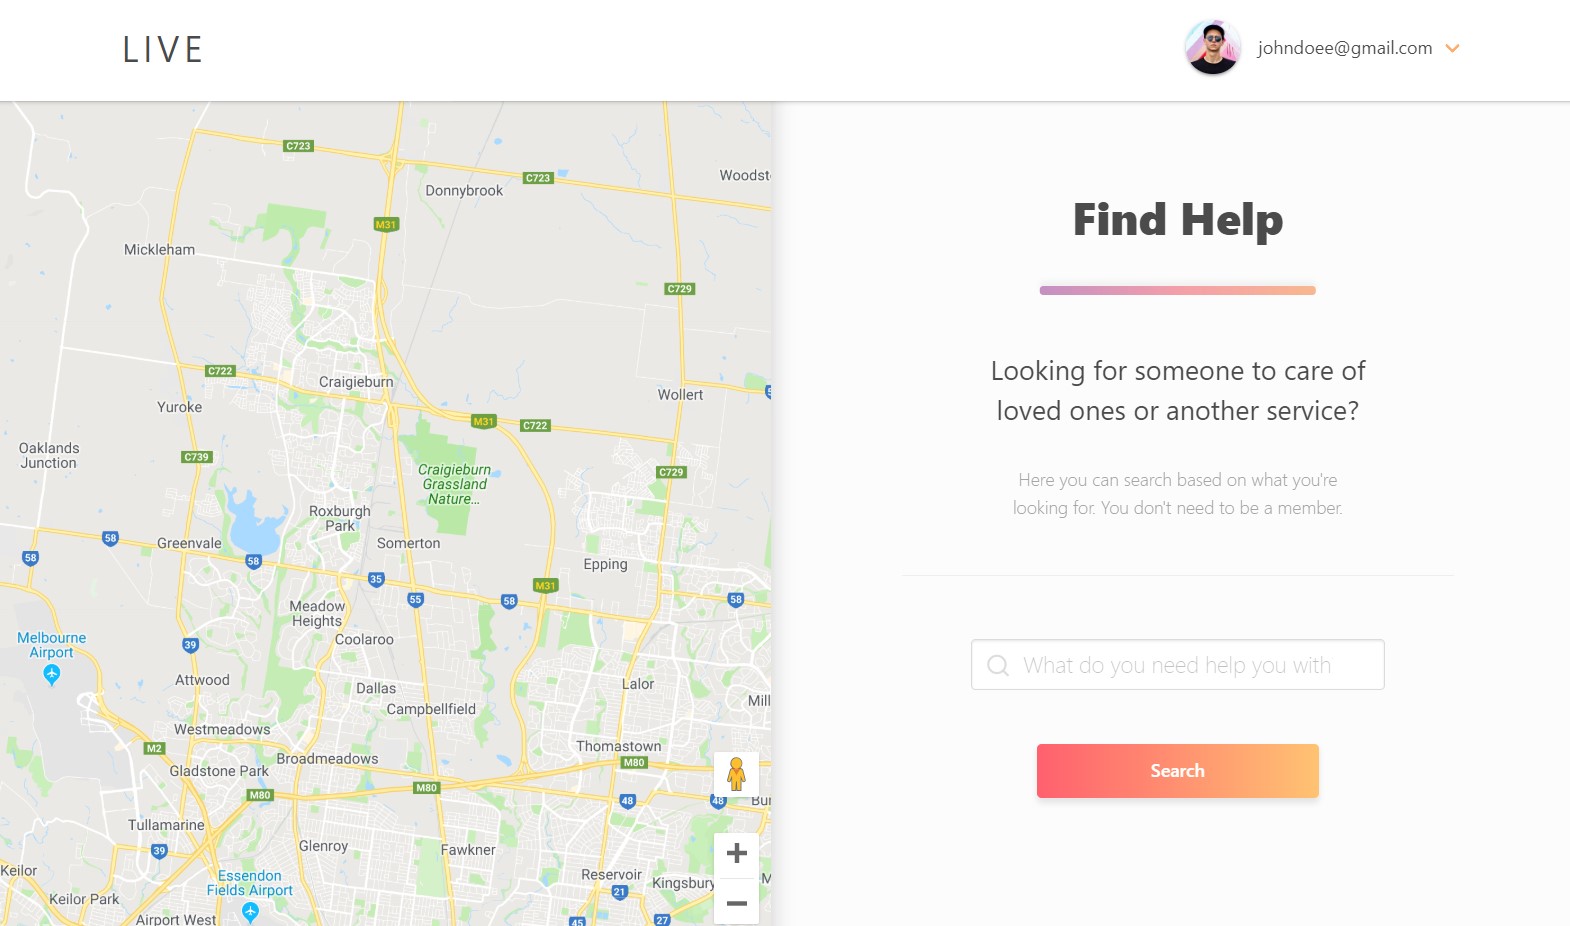 LIVE
johndoee@gmail.com
C723
C723
Donnybrook
M31
Mickleham
C729
C722
Craigieburn
Yuroke
Wollert
M31
C722
Oaklands
Junction
C739
Craigieburn
Grassland
Nature...
C729
Roxburgh
Park
58
Greenvale
Somerton
58
58
Epping
35
M31
55
58
58
Meadow
Heights
Melbourne
Airport
39
Coolaroo
Attwood
Dallas
Lalor
Campbellfield
Westmeadows
M2
Thomastown
Broadmeadows
M80
Gladstone Park
M80
M80
48
48
Tullamarine
39
Glenroy
Fawkner
Keilor
Essendon
Fields Airport
Reservoir
Kingsbury
21
Keilor Park
Airport West
45
27
Find Help
Looking for someone to care of
loved ones or another service?
Here you can search based on what you're
looking for. You don't need to be a member.
What do you need help you with
Search